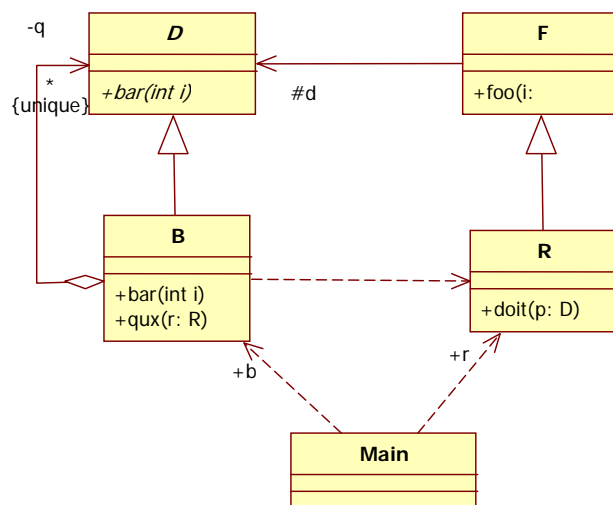 -q
D
F
*
{unique}
+bar(int i)
#d
+foo(i:
B
R
+bar(int i)
+qux(r: R)
+doit(p: D)
+b
+r
Main